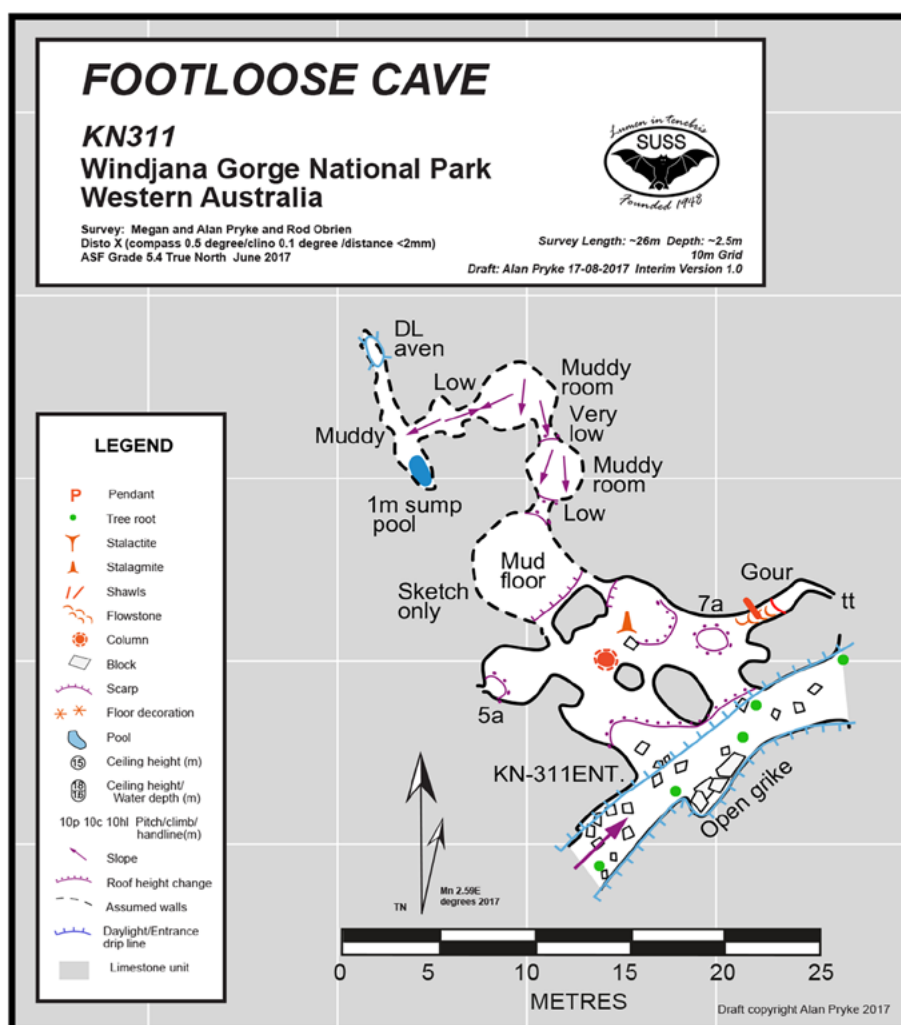 FOOTLOOSE CAVE
KN311
Windjana Gorge National Park
Western Australia
Survey: Megan and Alan Pryke and Rod Obrien
Disto X (compass 0.5 degree/clino 0.1 degree /distance <2mm)
ASF Grade 5.4 True North June 2017
Lumen in tenebris
SUSS
Founded 1948
Survey Length: ~26m Depth: ~2.5m
10m Grid
Draft: Alan Pryke 17-08-2017 Interim Version 1.0
DL
aven
Low
Muddy
room
Very
low
Muddy
Muddy
room
1m sump
pool
Low
Mud
floor
Sketch
only
Gour
7a
tt
5a
KN-311ENT.
Open grike
LEGEND
P Pendant
Tree root
Stalactite
Stalagmite
Shawls
Flowstone
Column
Block
Scarp
Floor decoration
Pool
15 Ceiling height (m)
18 16 Ceiling height/
Water depth (m)
10p 10c 10hl Pitch/climb/
handline(m)
Slope
Roof height change
Assumed walls
Daylight/Entrance
drip line
Limestone unit
TN
Mn 2.59E
degrees 2017
0 5 10 15 20 25
METRES
Draft copyright Alan Pryke 2017